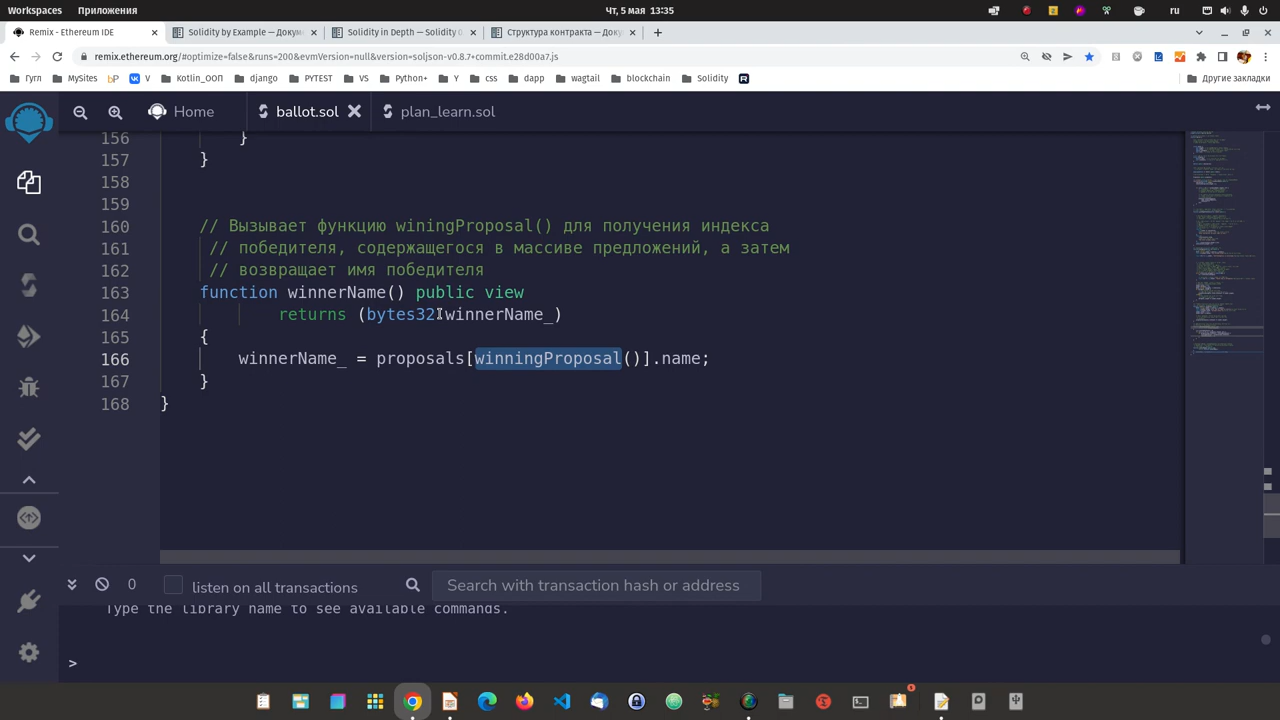 Workspaces Приложения Чт, 5 мая 13:35 ru
Remix - Ethereum IDE Solidity by Example — Докуме Solidity in Depth — Solidity 0 Структура контракта — Доку
remix.ethereum.org/#optimize=false&runs=200&evmVersion=null&version=soljson-v0.8.7+commit.e28d00a7.js
Гугл MySites V Kotlin_ООП django PYTEST VS Python+ Y css dapp wagtail blockchain Solidity Другие закладки
Home ballot.sol plan_learn.sol
156 }
157 }
158
159
160 // Вызывает функцию winingProposal() для получения индекса
161 // победителя, содержащегося в массиве предложений, а затем
162 // возвращает имя победителя
163 function winnerName() public view
164 returns (bytes32 winnerName_)
165 {
166 winnerName_ = proposals[winningProposal()].name;
167 }
168 }
0 listen on all transactions Search with transaction hash or address
Type the library name to see available commands.
>